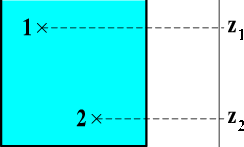 1 × z₁
2 × z₂